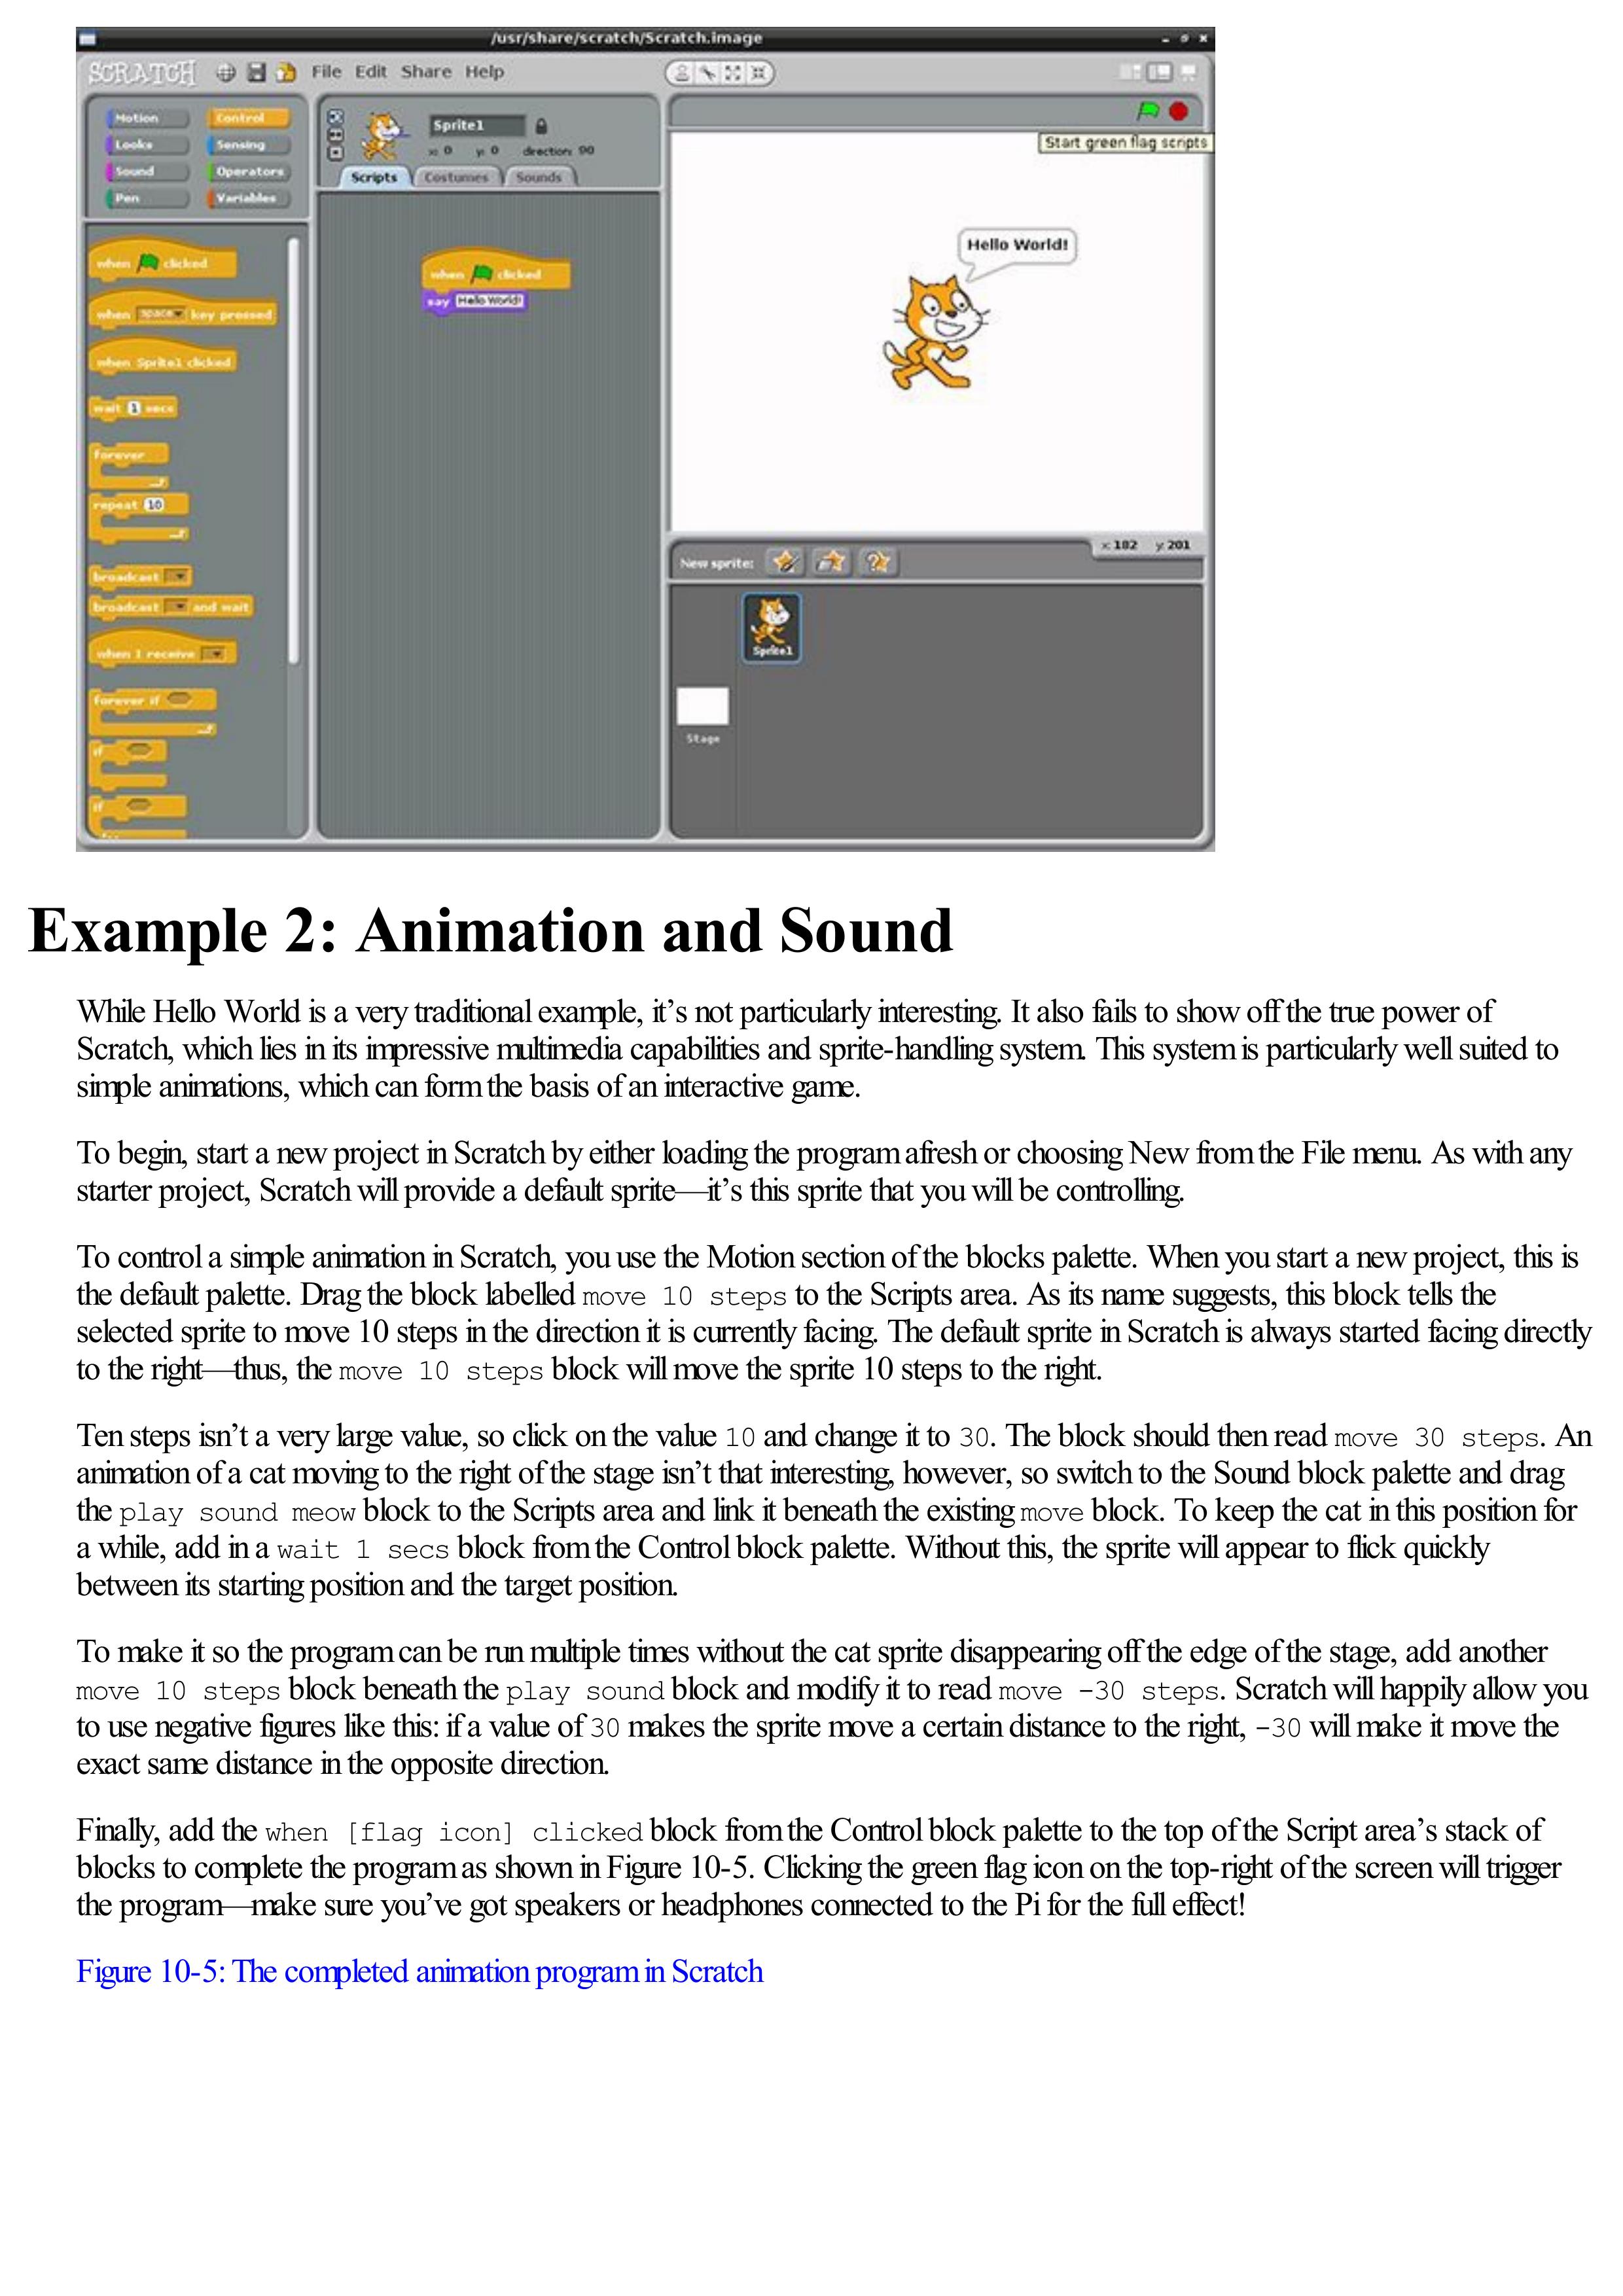 /usr/share/scratch/Scratch.image
SCRATCH File Edit Share Help
Motion Control
Looks Sensing
Sound Operators
Pen Variables
Sprite1
x: 0 y: 0 direction: 90
Scripts Costumes Sounds
Start green flag scripts
when clicked
when space key pressed
when Sprite1 clicked
wait 1 secs
forever
repeat 10
broadcast
broadcast and wait
when I receive
forever if
if
if
when clicked
say Hello World!
Hello World!
x: 182 y: 201
New sprite:
Sprite1
Stage
Example 2: Animation and Sound
While Hello World is a very traditional example, it’s not particularly interesting. It also fails to show off the true power of
Scratch, which lies in its impressive multimedia capabilities and sprite-handling system. This system is particularly well suited to
simple animations, which can form the basis of an interactive game.
To begin, start a new project in Scratch by either loading the program afresh or choosing New from the File menu. As with any
starter project, Scratch will provide a default sprite—it’s this sprite that you will be controlling.
To control a simple animation in Scratch, you use the Motion section of the blocks palette. When you start a new project, this is
the default palette. Drag the block labelled move 10 steps to the Scripts area. As its name suggests, this block tells the
selected sprite to move 10 steps in the direction it is currently facing. The default sprite in Scratch is always started facing directly
to the right—thus, the move 10 steps block will move the sprite 10 steps to the right.
Ten steps isn’t a very large value, so click on the value 10 and change it to 30. The block should then read move 30 steps. An
animation of a cat moving to the right of the stage isn’t that interesting, however, so switch to the Sound block palette and drag
the play sound meow block to the Scripts area and link it beneath the existing move block. To keep the cat in this position for
a while, add in a wait 1 secs block from the Control block palette. Without this, the sprite will appear to flick quickly
between its starting position and the target position.
To make it so the program can be run multiple times without the cat sprite disappearing off the edge of the stage, add another
move 10 steps block beneath the play sound block and modify it to read move -30 steps. Scratch will happily allow you
to use negative figures like this: if a value of 30 makes the sprite move a certain distance to the right, -30 will make it move the
exact same distance in the opposite direction.
Finally, add the when [flag icon] clicked block from the Control block palette to the top of the Script area’s stack of
blocks to complete the program as shown in Figure 10-5. Clicking the green flag icon on the top-right of the screen will trigger
the program—make sure you’ve got speakers or headphones connected to the Pi for the full effect!
Figure 10-5: The completed animation program in Scratch